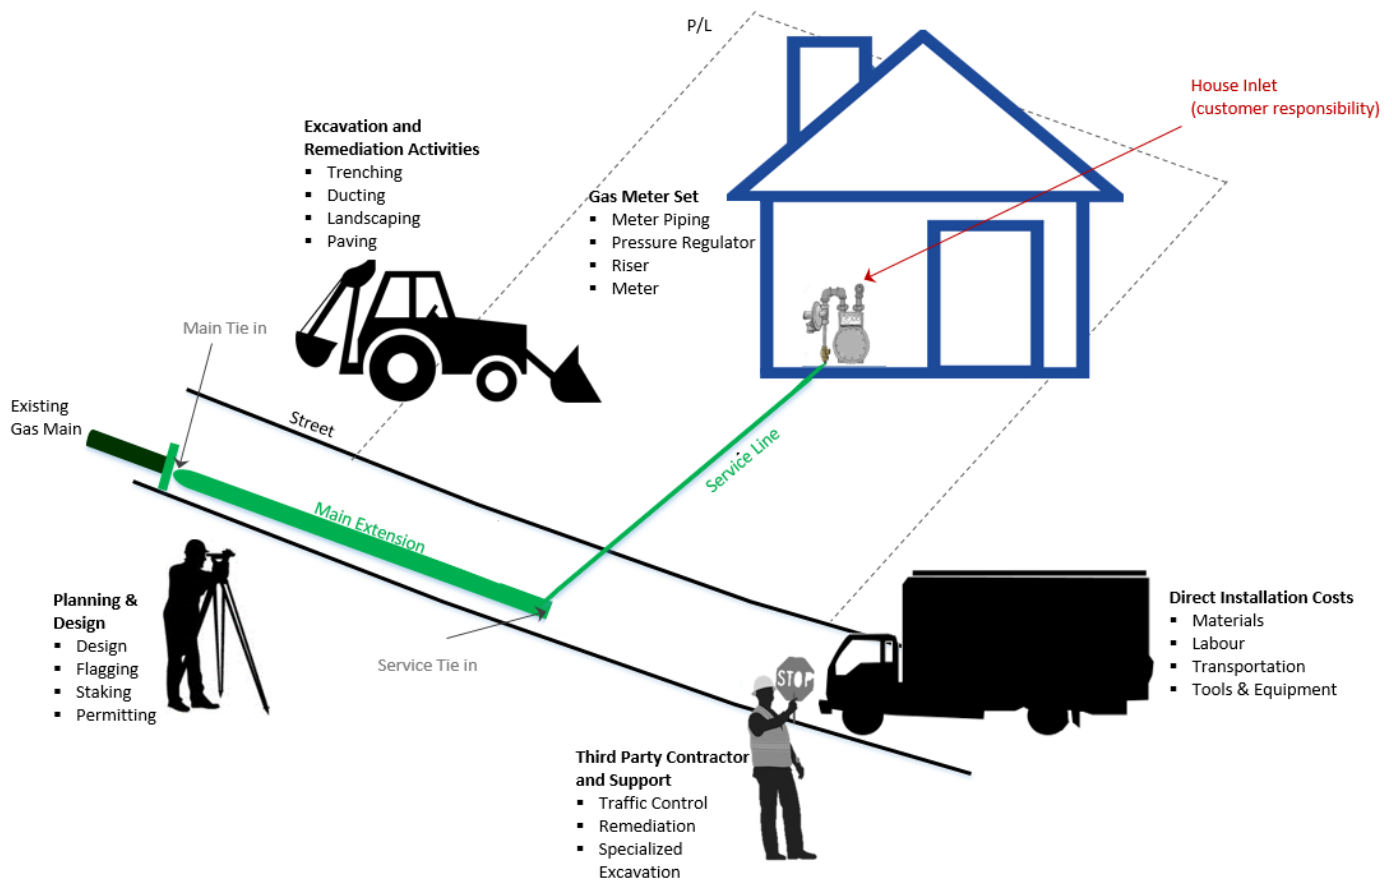 P/L
House Inlet
(customer responsibility)
Excavation and
Remediation Activities
▪ Trenching
▪ Ducting
▪ Landscaping
▪ Paving
Gas Meter Set
▪ Meter Piping
▪ Pressure Regulator
▪ Riser
▪ Meter
Main Tie in
Existing
Gas Main
Street
Service Line
Main Extension
Planning &
Design
▪ Design
▪ Flagging
▪ Staking
▪ Permitting
Service Tie in
STOP
Direct Installation Costs
▪ Materials
▪ Labour
▪ Transportation
▪ Tools & Equipment
Third Party Contractor
and Support
▪ Traffic Control
▪ Remediation
▪ Specialized
Excavation